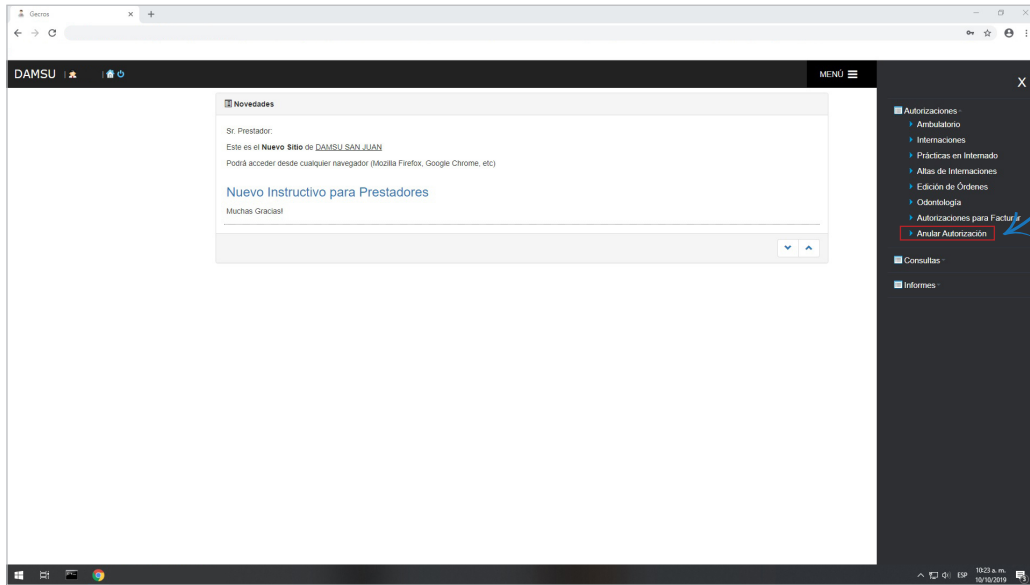 Gecros
DAMSU
MENÚ
X
Novedades
Sr. Prestador:
Este es el Nuevo Sitio de DAMSU SAN JUAN
Podrá acceder desde cualquier navegador (Mozilla Firefox, Google Chrome, etc)
Nuevo Instructivo para Prestadores
Muchas Gracias!
Autorizaciones
Ambulatorio
Internaciones
Prácticas en Internado
Altas de Internaciones
Edición de Órdenes
Odontología
Autorizaciones para Facturar
Anular Autorización
Consultas
Informes
ESP
10:23 a. m.
10/10/2019